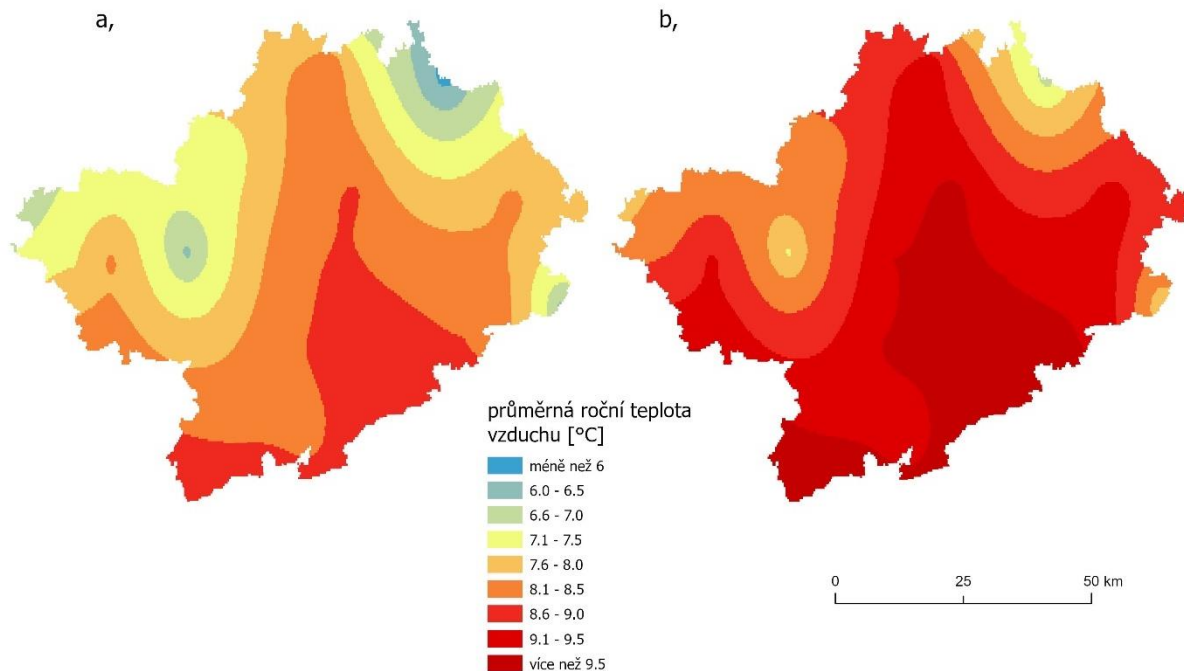 a,
b,
průměrná roční teplota
vzduchu [°C]
méně než 6
6.0 - 6.5
6.6 - 7.0
7.1 - 7.5
7.6 - 8.0
8.1 - 8.5
8.6 - 9.0
9.1 - 9.5
více než 9.5
0 25 50 km